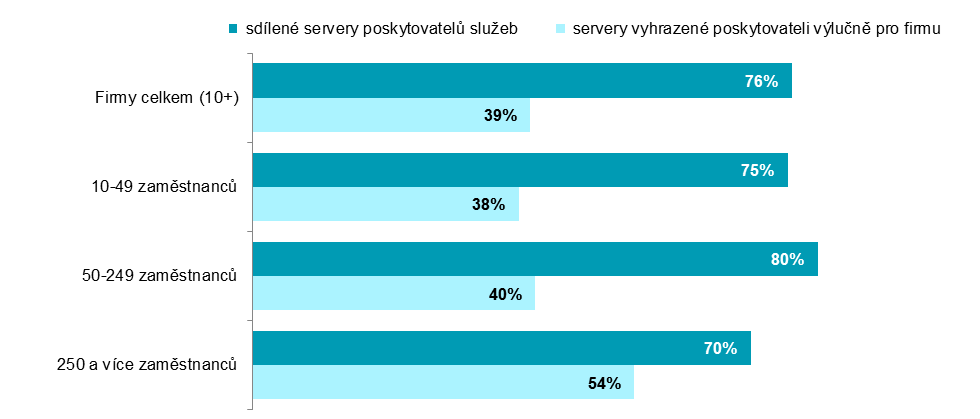 sdílené servery poskytovatelů služeb
servery vyhrazené poskytovateli výlučně pro firmu
Firmy celkem (10+)
76%
39%
10-49 zaměstnanců
75%
38%
50-249 zaměstnanců
80%
40%
250 a více zaměstnanců
70%
54%